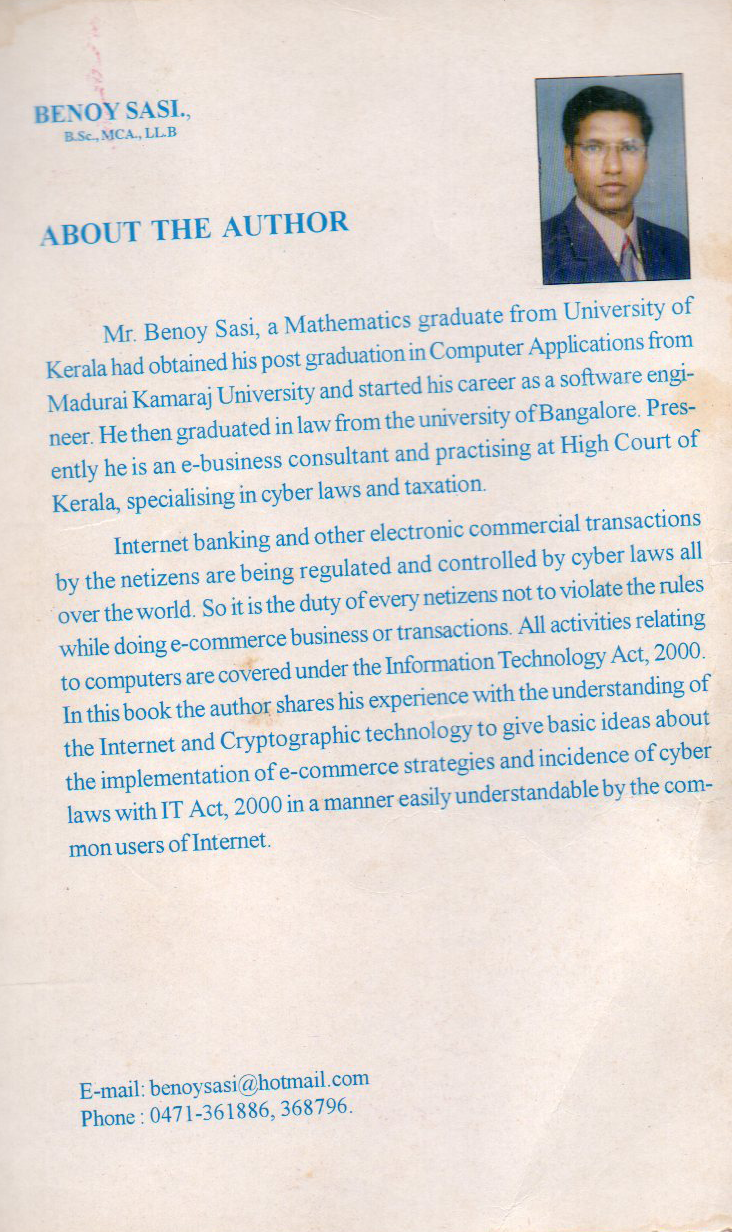 BENOY SASI.,
B.Sc., MCA., LL.B
ABOUT THE AUTHOR
Mr. Benoy Sasi, a Mathematics graduate from University of
Kerala had obtained his post graduation in Computer Applications from
Madurai Kamaraj University and started his career as a software engi-
neer. He then graduated in law from the university of Bangalore. Pres-
ently he is an e-business consultant and practising at High Court of
Kerala, specialising in cyber laws and taxation.
Internet banking and other electronic commercial transactions
by the netizens are being regulated and controlled by cyber laws all
over the world. So it is the duty of every netizens not to violate the rules
while doing e-commerce business or transactions. All activities relating
to computers are covered under the Information Technology Act, 2000.
In this book the author shares his experience with the understanding of
the Internet and Cryptographic technology to give basic ideas about
the implementation of e-commerce strategies and incidence of cyber
laws with IT Act, 2000 in a manner easily understandable by the com-
mon users of Internet.
E-mail: benoysasi@hotmail.com
Phone : 0471-361886, 368796.